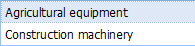 Agricultural equipment
Construction machinery